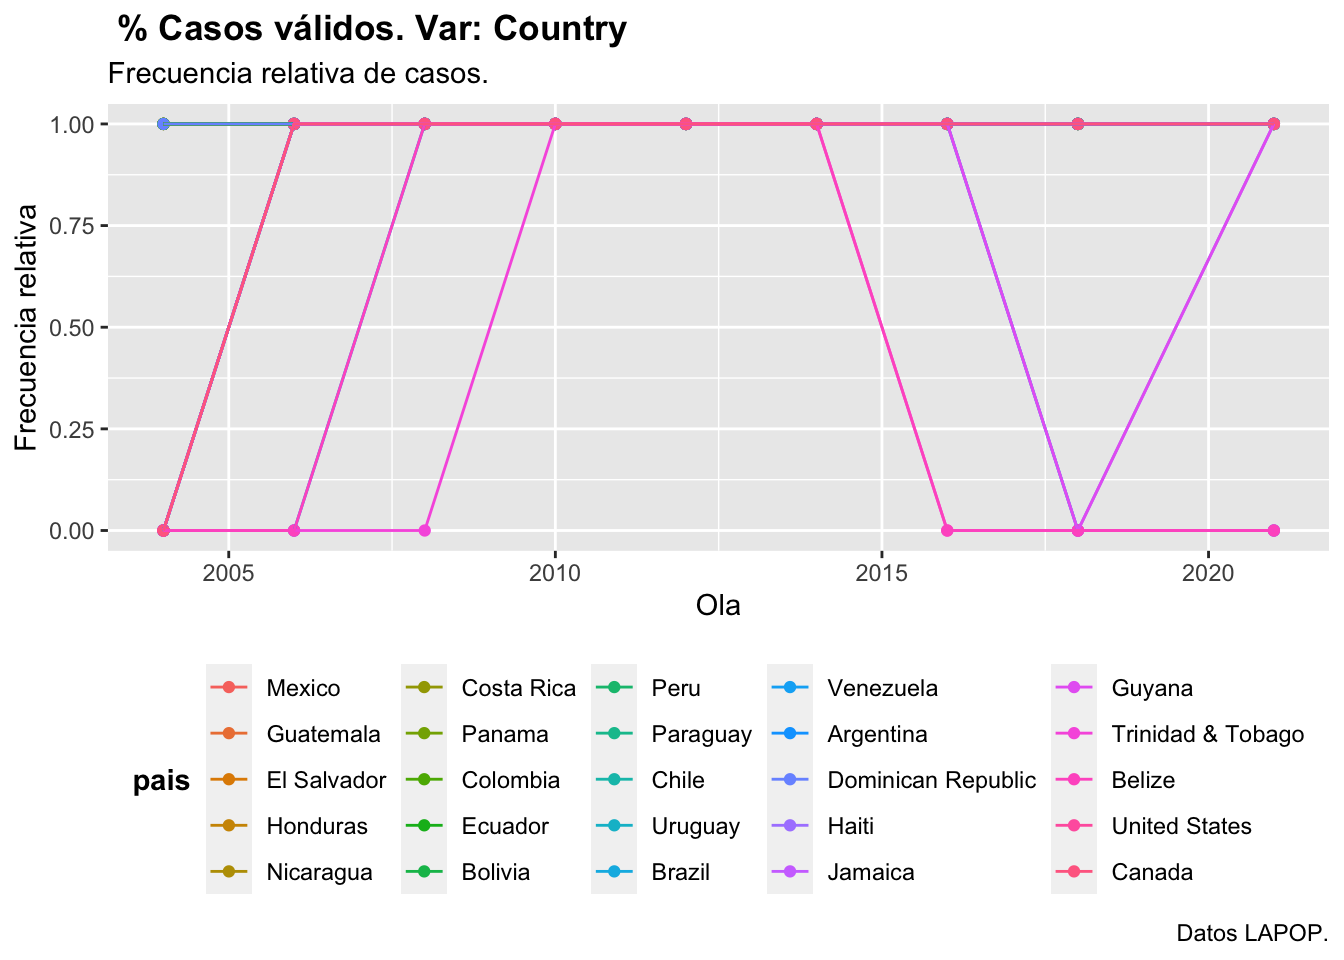 % Casos válidos. Var: Country
Frecuencia relativa de casos.
1.00
0.75
0.50
0.25
0.00
Frecuencia relativa
2005 2010 2015 2020
Ola
pais
Mexico Costa Rica Peru Venezuela Guyana
Guatemala Panama Paraguay Argentina Trinidad & Tobago
El Salvador Colombia Chile Dominican Republic Belize
Honduras Ecuador Uruguay Haiti United States
Nicaragua Bolivia Brazil Jamaica Canada
Datos LAPOP.